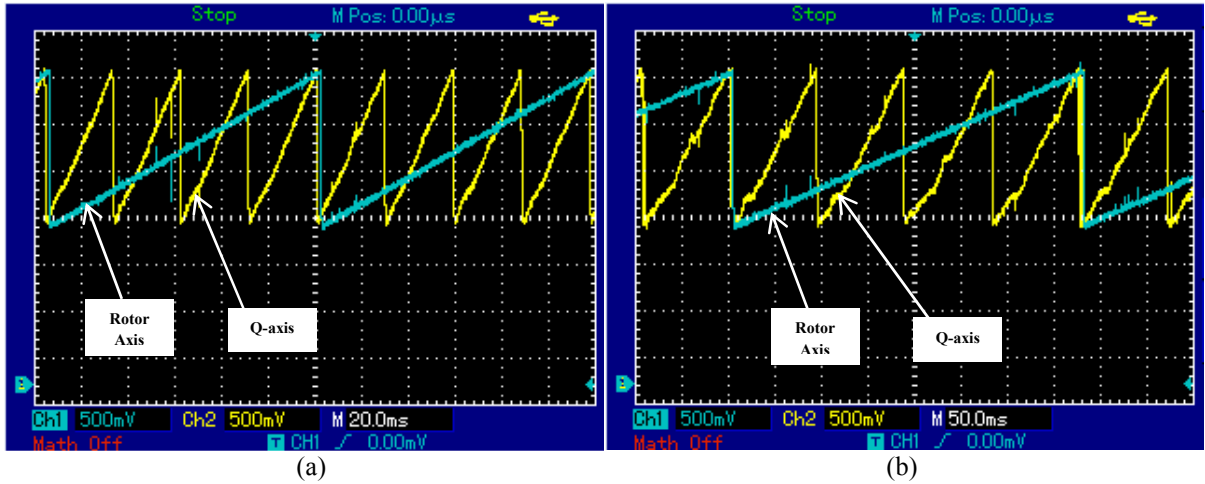 Stop M Pos: 0.00µs
Rotor
Axis
Q-axis
Ch1 500mV Ch2 500mV M 20.0ms
Math Off T CH1 0.00mV
(a)
Stop M Pos: 0.00µs
Rotor
Axis
Q-axis
Ch1 500mV Ch2 500mV M 50.0ms
Math Off T CH1 0.00mV
(b)